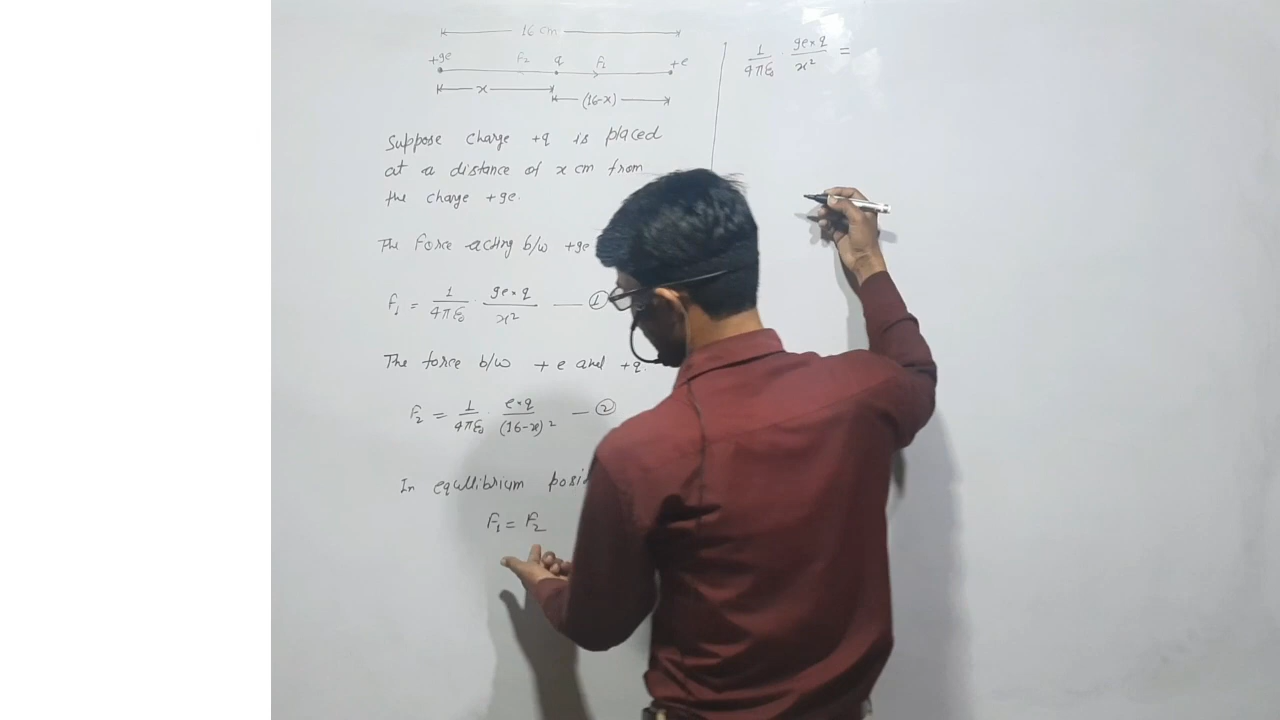 16 cm
+9e F₂ q F₁ +e
x (16-x)
Suppose charge +q is placed
at a distance of x cm from
the charge +9e.
The Force acting b/w +9e
F₁ = 1/4πε₀ · 9e×q/x² — ①
The force b/w +e and +q.
F₂ = 1/4πε₀ · e×q/(16-x)² — ②
In equllibrium
F₁ = F₂
1/4πε₀ · 9e×q/x² =